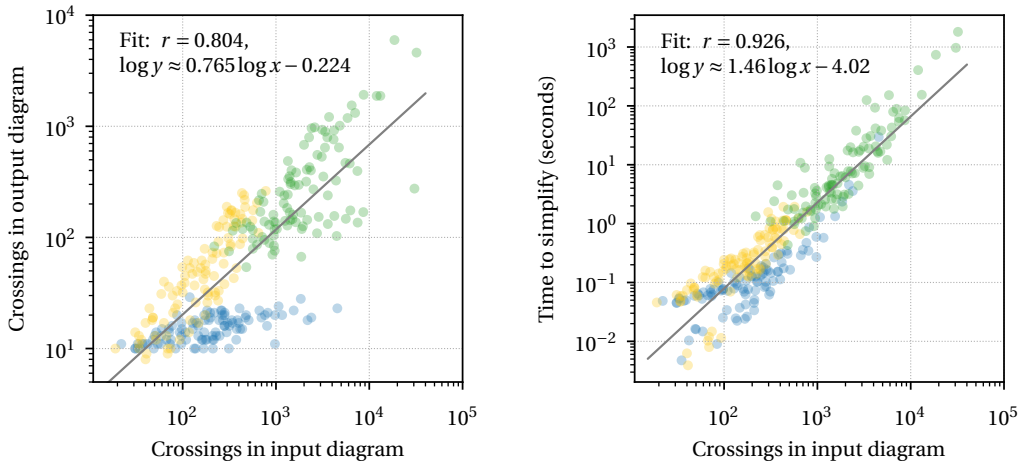 10^4
10^3
10^2
10^1
Crossings in output diagram
Fit: r = 0.804,
log y ≈ 0.765 log x − 0.224
10^2
10^3
10^4
10^5
Crossings in input diagram
10^3
10^2
10^1
10^0
10^−1
10^−2
Time to simplify (seconds)
Fit: r = 0.926,
log y ≈ 1.46 log x − 4.02
10^2
10^3
10^4
10^5
Crossings in input diagram